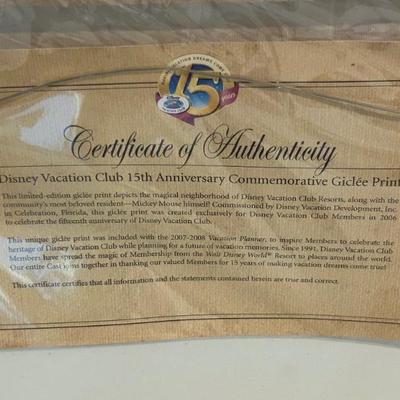 15
years
Certificate of Authenticity
Disney Vacation Club 15th Anniversary Commemorative Giclée Print
This limited-edition giclée print depicts the magical neighborhood of Disney Vacation Club Resorts, along with the
community's most beloved resident—Mickey Mouse himself! Commissioned by Disney Vacation Development, Inc.
in Celebration, Florida, this giclée print was created exclusively for Disney Vacation Club Members in 2006
to celebrate the fifteenth anniversary of Disney Vacation Club.
This unique giclée print was included with the 2007-2008 Vacation Planner, to inspire Members to celebrate the
heritage of Disney Vacation Club while planning for a future of vacation memories. Since 1991, Disney Vacation Club
Members have spread the magic of Membership from the Walt Disney World® Resort to places around the world.
Our entire Cast joins together in thanking our valued Members for 15 years of making vacation dreams come true!
This certificate certifies that all information and the statements contained herein are true and correct.